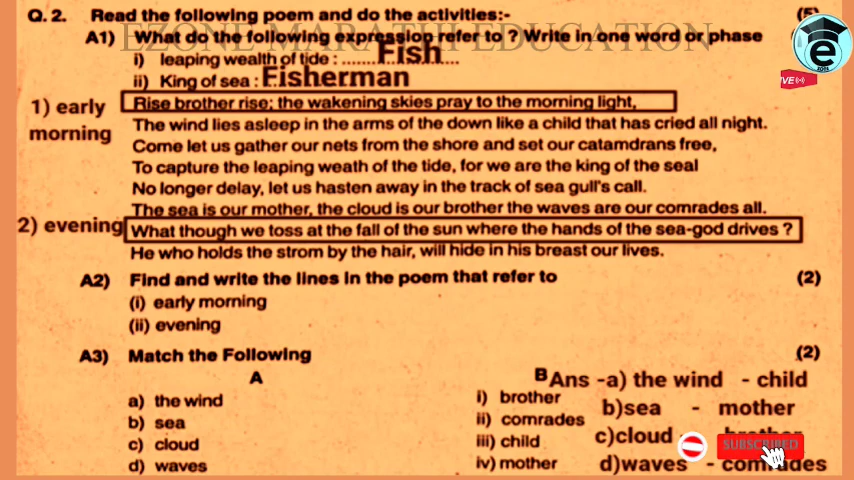 Q. 2. Read the following poem and do the activities:- (5)
EZONE MARATHI EDUCATION
A1) What do the following expression refer to ? Write in one word or phase
i) leaping wealth of tide : ........Fish....
ii) King of sea : Fisherman
1) early morning
Rise brother rise; the wakening skies pray to the morning light,
The wind lies asleep in the arms of the down like a child that has cried all night.
Come let us gather our nets from the shore and set our catamdrans free,
To capture the leaping weath of the tide, for we are the king of the seal
No longer delay, let us hasten away in the track of sea gull's call.
The sea is our mother, the cloud is our brother the waves are our comrades all.
2) evening What though we toss at the fall of the sun where the hands of the sea-god drives ?
He who holds the strom by the hair, will hide in his breast our lives.
A2) Find and write the lines in the poem that refer to (2)
(i) early morning
(ii) evening
A3) Match the Following (2)
A B
a) the wind i) brother
b) sea ii) comrades
c) cloud iii) child
d) waves iv) mother
Ans -a) the wind - child
b)sea - mother
c)cloud - brother
d)waves - comrades
SUBSCRIBED
e